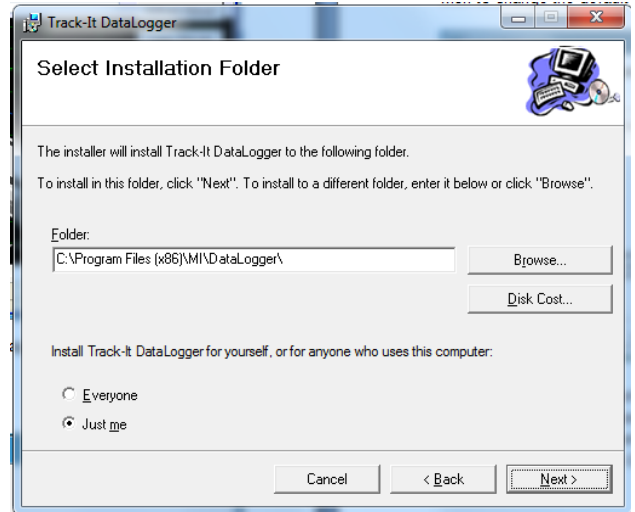 Track-It DataLogger
Select Installation Folder
The installer will install Track-It DataLogger to the following folder.
To install in this folder, click "Next". To install to a different folder, enter it below or click "Browse".
Folder:
C:\Program Files (x86)\MI\DataLogger\
Browse...
Disk Cost...
Install Track-It DataLogger for yourself, or for anyone who uses this computer:
Everyone
Just me
Cancel
< Back
Next >